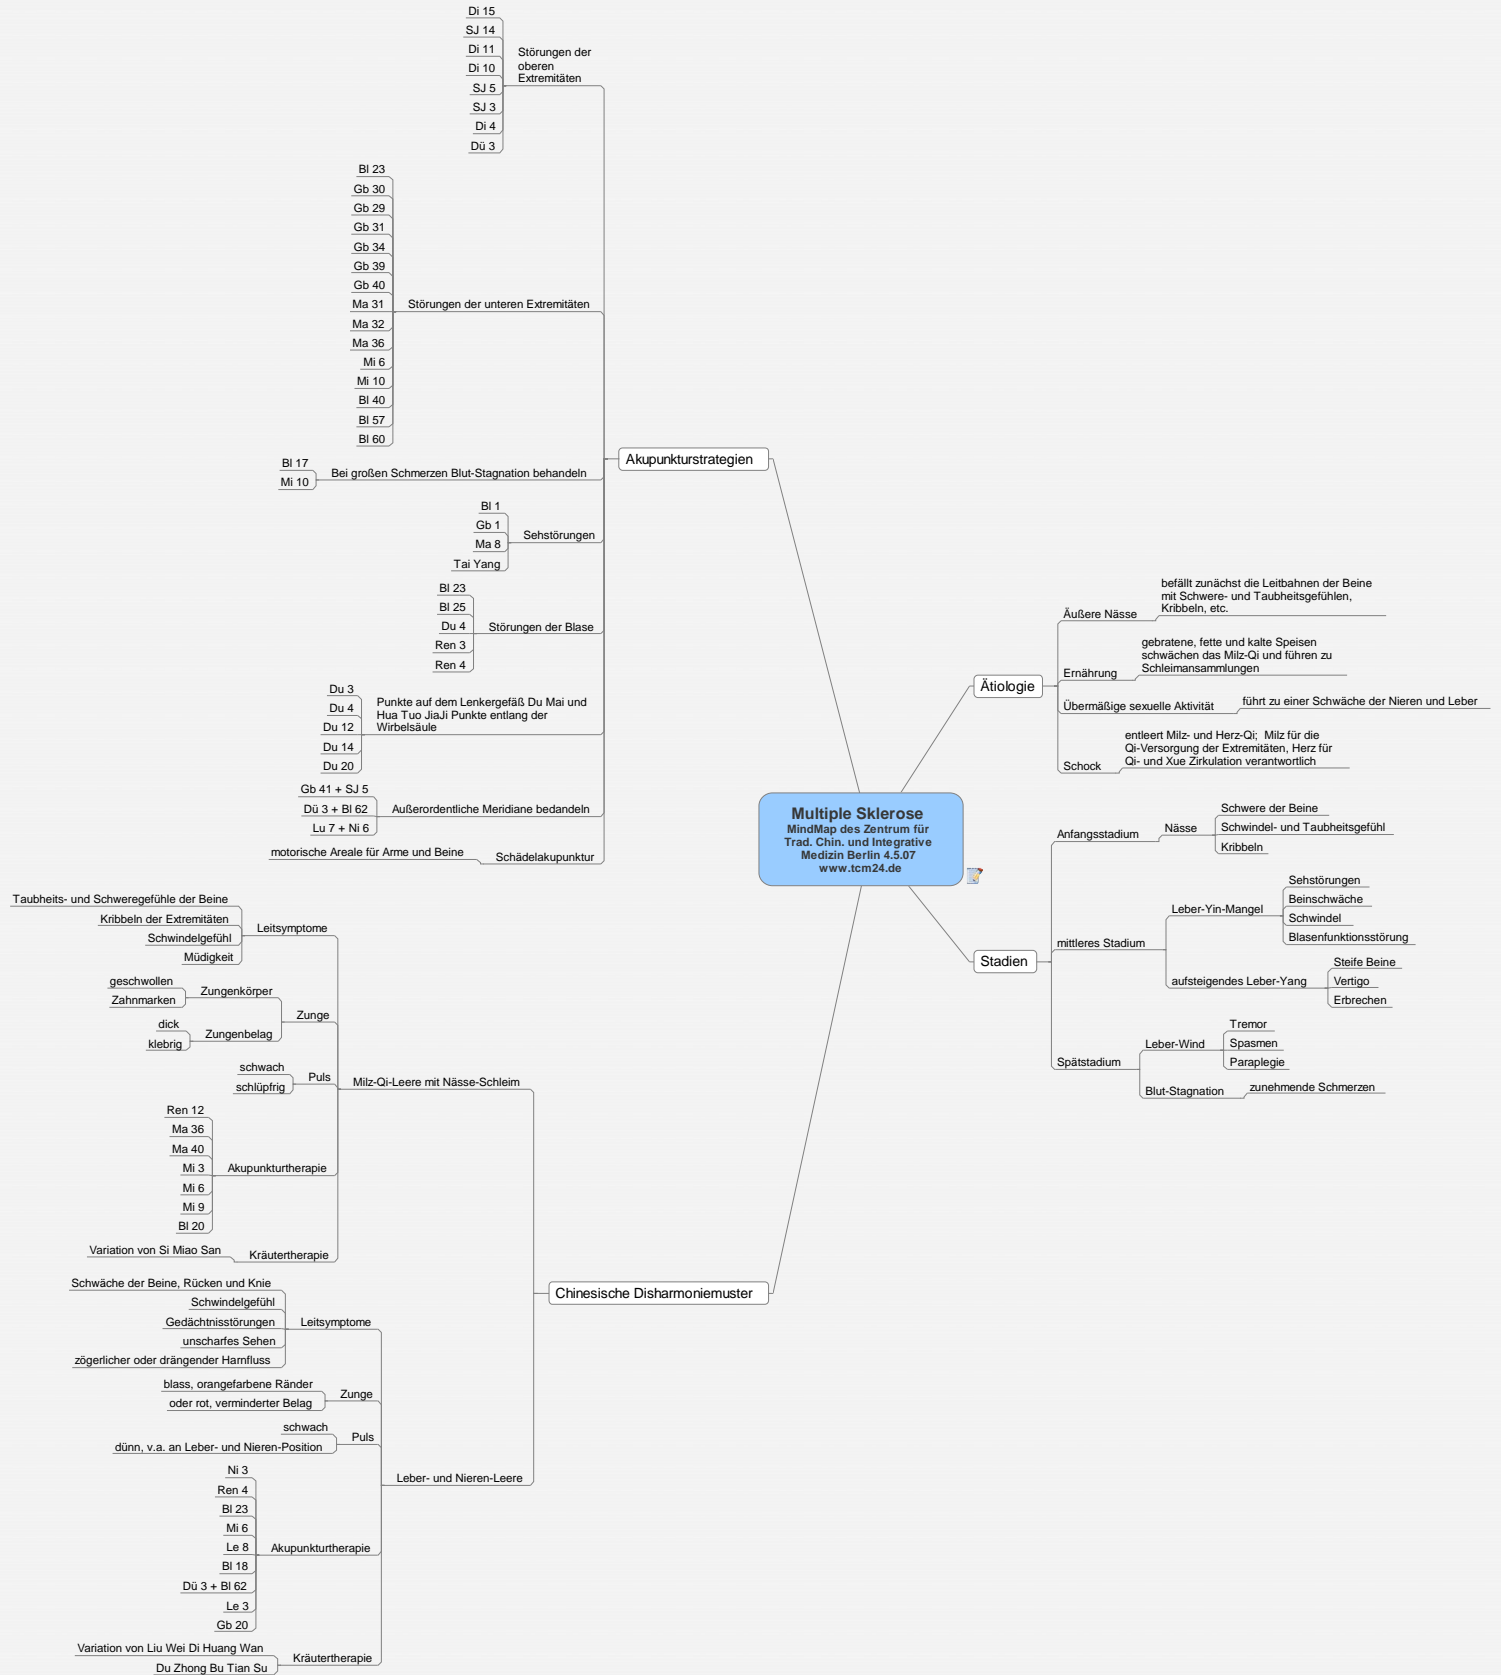 Multiple Sklerose
MindMap des Zentrum für
Trad. Chin. und Integrative
Medizin Berlin 4.5.07
www.tcm24.de
Akupunkturstrategien
Störungen der
oberen
Extremitäten
Di 15
SJ 14
Di 11
Di 10
SJ 5
SJ 3
Di 4
Dü 3
Störungen der unteren Extremitäten
Bl 23
Gb 30
Gb 29
Gb 31
Gb 34
Gb 39
Gb 40
Ma 31
Ma 32
Ma 36
Mi 6
Mi 10
Bl 40
Bl 57
Bl 60
Bei großen Schmerzen Blut-Stagnation behandeln
Bl 17
Mi 10
Sehstörungen
Bl 1
Gb 1
Ma 8
Tai Yang
Störungen der Blase
Bl 23
Bl 25
Du 4
Ren 3
Ren 4
Punkte auf dem Lenkergefäß Du Mai und
Hua Tuo JiaJi Punkte entlang der
Wirbelsäule
Du 3
Du 4
Du 12
Du 14
Du 20
Außerordentliche Meridiane bedandeln
Gb 41 + SJ 5
Dü 3 + Bl 62
Lu 7 + Ni 6
Schädelakupunktur
motorische Areale für Arme und Beine
Ätiologie
Äußere Nässe
befällt zunächst die Leitbahnen der Beine
mit Schwere- und Taubheitsgefühlen,
Kribbeln, etc.
Ernährung
gebratene, fette und kalte Speisen
schwächen das Milz-Qi und führen zu
Schleimansammlungen
Übermäßige sexuelle Aktivität
führt zu einer Schwäche der Nieren und Leber
Schock
entleert Milz- und Herz-Qi; Milz für die
Qi-Versorgung der Extremitäten, Herz für
Qi- und Xue Zirkulation verantwortlich
Stadien
Anfangsstadium
Nässe
Schwere der Beine
Schwindel- und Taubheitsgefühl
Kribbeln
mittleres Stadium
Leber-Yin-Mangel
Sehstörungen
Beinschwäche
Schwindel
Blasenfunktionsstörung
aufsteigendes Leber-Yang
Steife Beine
Vertigo
Erbrechen
Spätstadium
Leber-Wind
Tremor
Spasmen
Paraplegie
Blut-Stagnation
zunehmende Schmerzen
Chinesische Disharmoniemuster
Milz-Qi-Leere mit Nässe-Schleim
Leitsymptome
Taubheits- und Schweregefühle der Beine
Kribbeln der Extremitäten
Schwindelgefühl
Müdigkeit
Zunge
Zungenkörper
geschwollen
Zahnmarken
Zungenbelag
dick
klebrig
Puls
schwach
schlüpfrig
Akupunkturtherapie
Ren 12
Ma 36
Ma 40
Mi 3
Mi 6
Mi 9
Bl 20
Kräutertherapie
Variation von Si Miao San
Leber- und Nieren-Leere
Leitsymptome
Schwäche der Beine, Rücken und Knie
Schwindelgefühl
Gedächtnisstörungen
unscharfes Sehen
zögerlicher oder drängender Harnfluss
Zunge
blass, orangefarbene Ränder
oder rot, verminderter Belag
Puls
schwach
dünn, v.a. an Leber- und Nieren-Position
Akupunkturtherapie
Ni 3
Ren 4
Bl 23
Mi 6
Le 8
Bl 18
Dü 3 + Bl 62
Le 3
Gb 20
Kräutertherapie
Variation von Liu Wei Di Huang Wan
Du Zhong Bu Tian Su